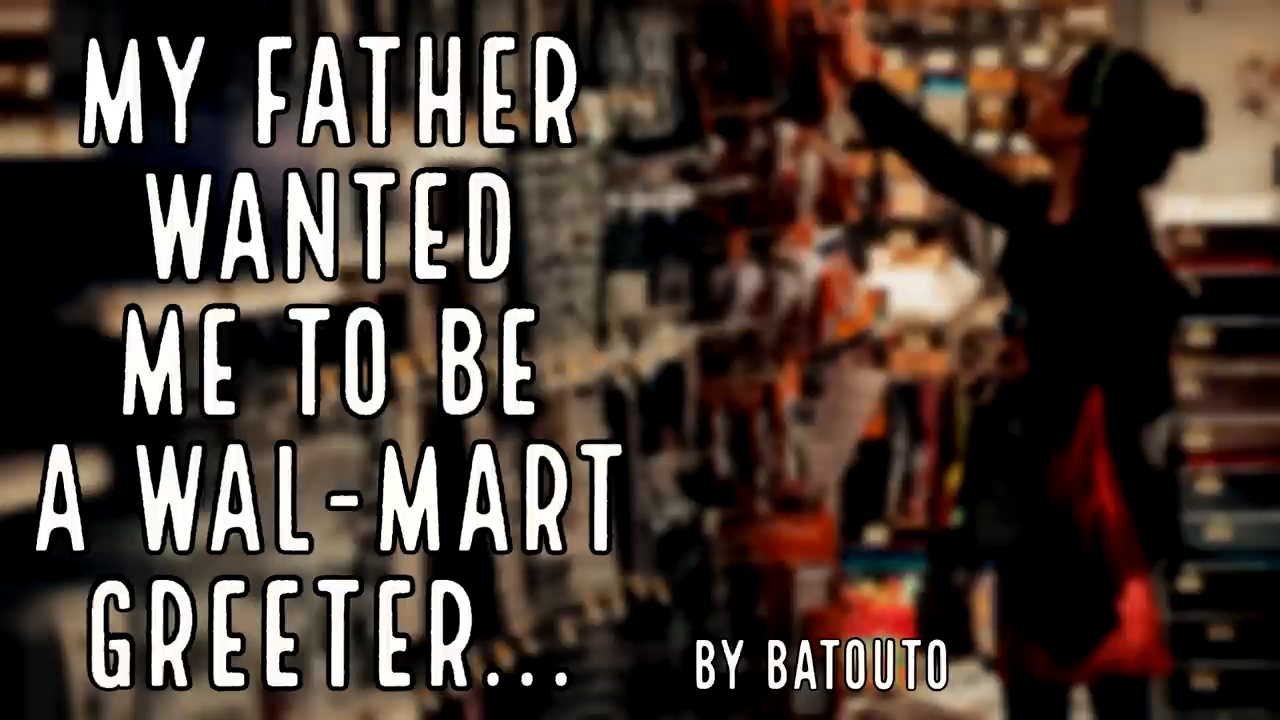 MY FATHER
WANTED
ME TO BE
A WAL-MART
GREETER...
BY BATOUTO